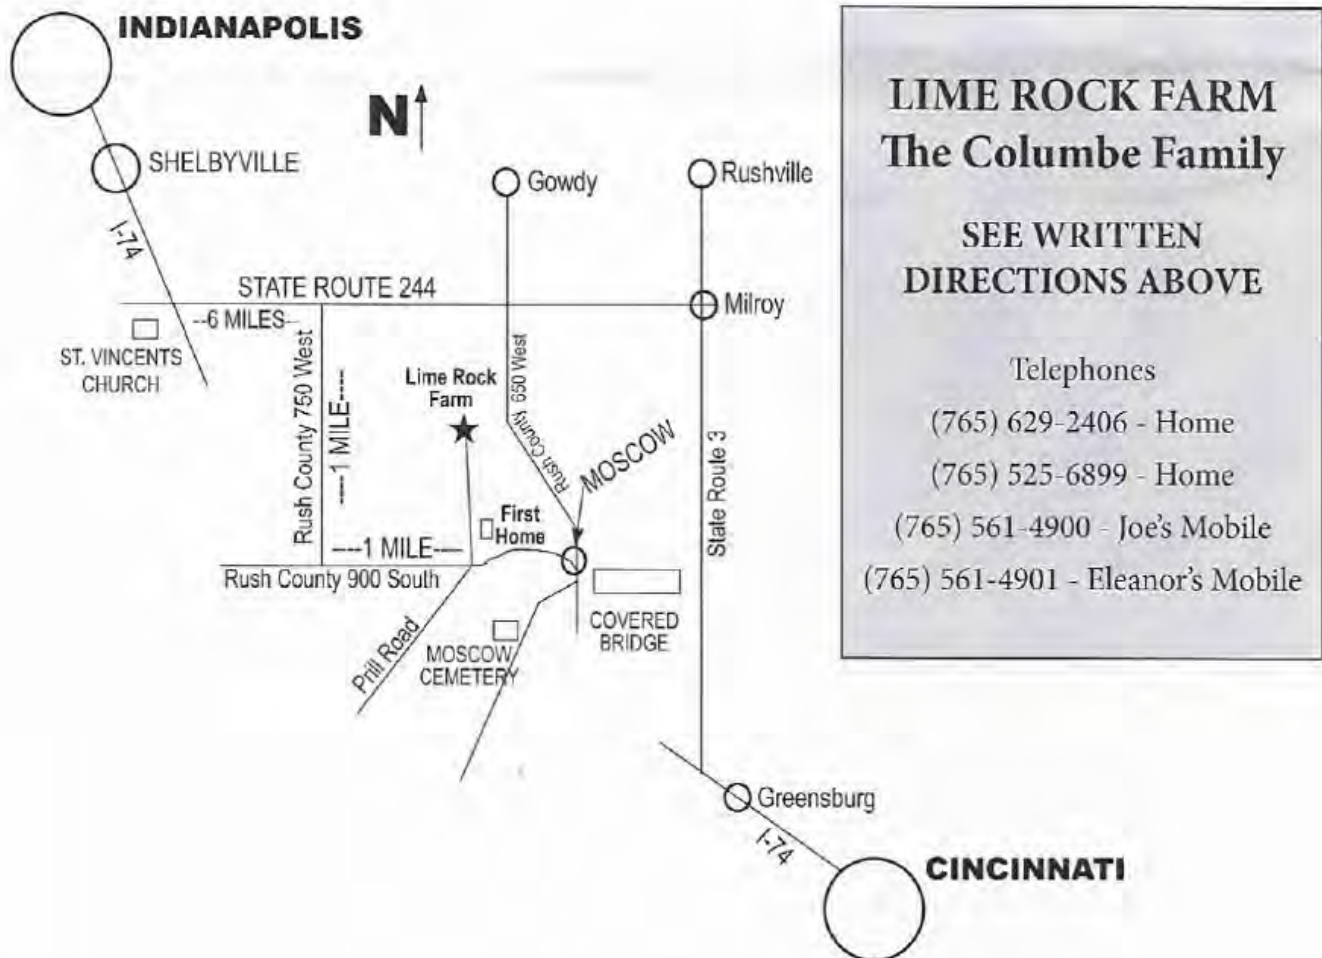 INDIANAPOLIS
N
SHELBYVILLE
Gowdy
Rushville
I-74
STATE ROUTE 244
Milroy
--6 MILES--
ST. VINCENTS
CHURCH
Rush County 750 West
----1 MILE----
Lime Rock
Farm
Rush County 650 West
Rush County
MOSCOW
State Route 3
First
Home
----1 MILE----
Rush County 900 South
COVERED
BRIDGE
Prill Road
MOSCOW
CEMETERY
Greensburg
I-74
CINCINNATI
LIME ROCK FARM
The Columbe Family
SEE WRITTEN
DIRECTIONS ABOVE
Telephones
(765) 629-2406 - Home
(765) 525-6899 - Home
(765) 561-4900 - Joe's Mobile
(765) 561-4901 - Eleanor's Mobile